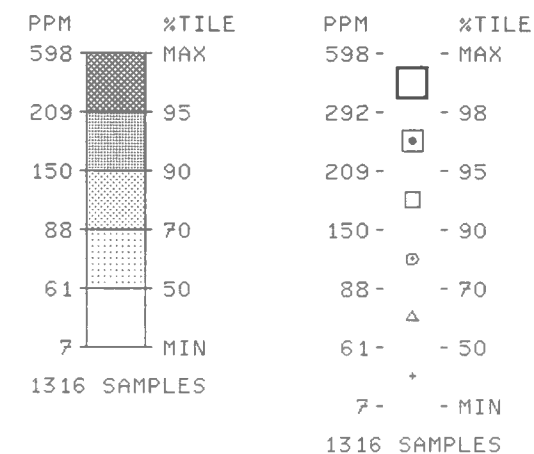 PPM %TILE
598 MAX
209 95
150 90
88 70
61 50
7 MIN
1316 SAMPLES
PPM %TILE
598- - MAX
292- - 98
209- - 95
150- - 90
88- - 70
61- - 50
7- - MIN
1316 SAMPLES